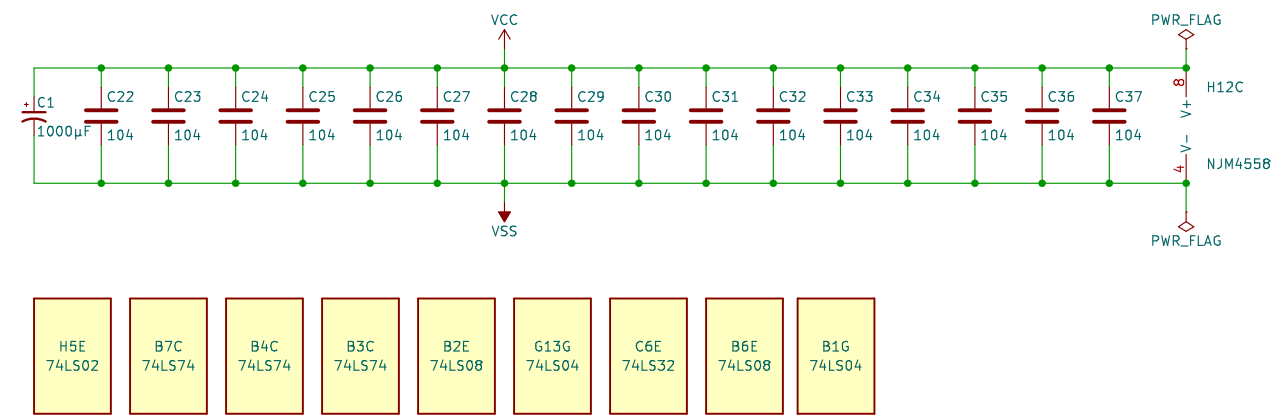 VCC
PWR_FLAG
C1
1000µF
C22
104
C23
104
C24
104
C25
104
C26
104
C27
104
C28
104
C29
104
C30
104
C31
104
C32
104
C33
104
C34
104
C35
104
C36
104
C37
104
8
V+
H12C
V-
4
NJM4558
VSS
PWR_FLAG
H5E
74LS02
B7C
74LS74
B4C
74LS74
B3C
74LS74
B2E
74LS08
G13G
74LS04
C6E
74LS32
B6E
74LS08
B1G
74LS04